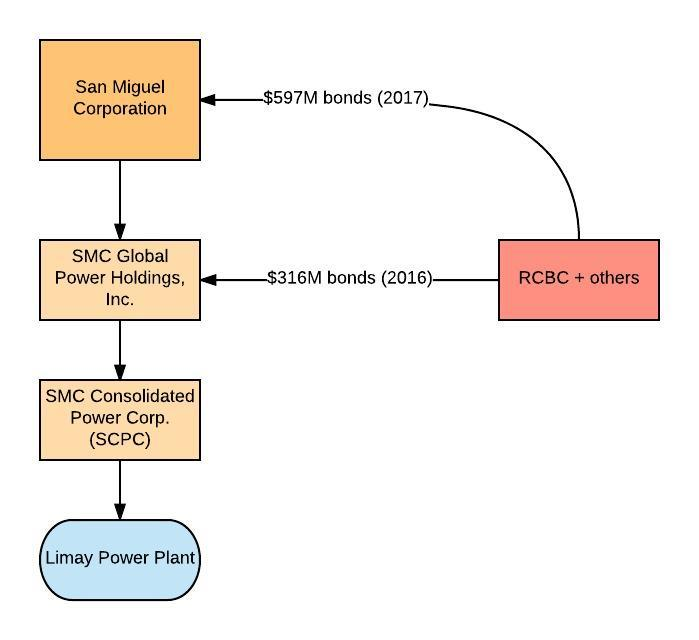 San Miguel
Corporation
$597M bonds (2017)
SMC Global
Power Holdings,
Inc.
$316M bonds (2016)
RCBC + others
SMC Consolidated
Power Corp.
(SCPC)
Limay Power Plant